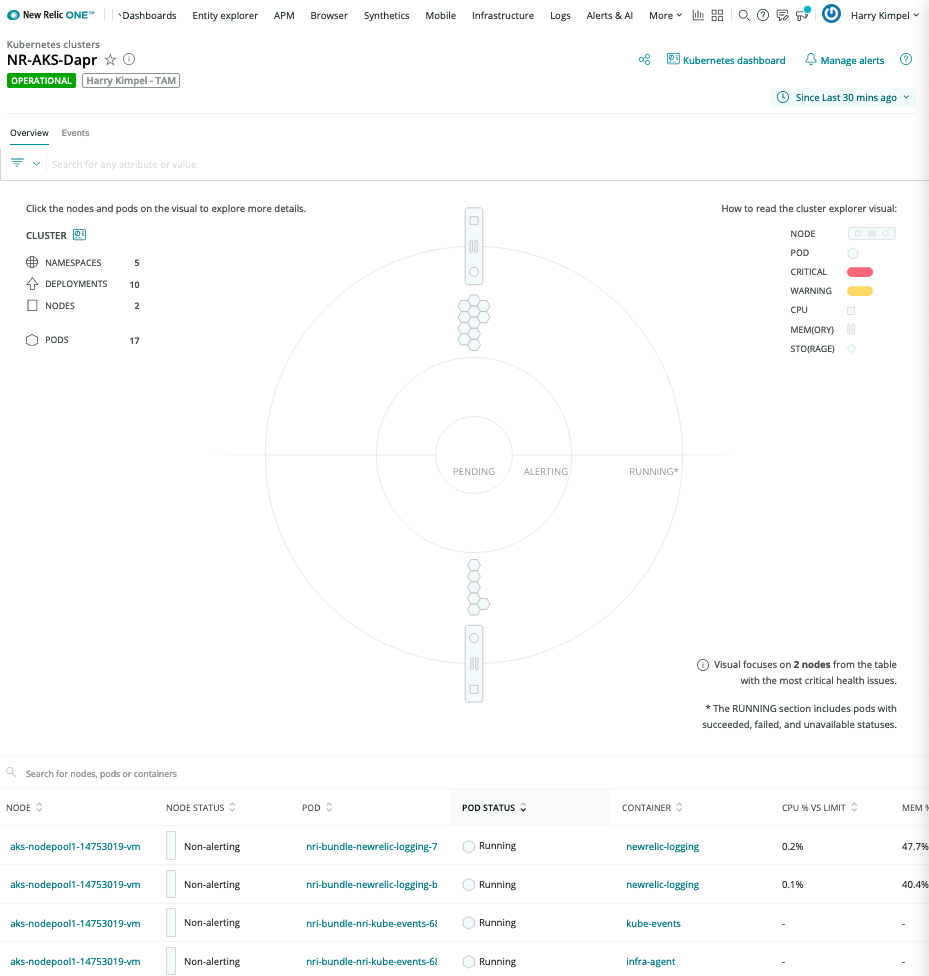 New Relic ONE™ Dashboards Entity explorer APM Browser Synthetics Mobile Infrastructure Logs Alerts & AI More Harry Kimpel
Kubernetes clusters
NR-AKS-Dapr
Kubernetes dashboard Manage alerts
OPERATIONAL Harry Kimpel - TAM
Since Last 30 mins ago
Overview Events
Search for any attribute or value.
Click the nodes and pods on the visual to explore more details.
How to read the cluster explorer visual:
CLUSTER
NAMESPACES 5
DEPLOYMENTS 10
NODES 2
PODS 17
NODE
POD
CRITICAL
WARNING
CPU
MEM(ORY)
STO(RAGE)
PENDING ALERTING RUNNING*
Visual focuses on 2 nodes from the table
with the most critical health issues.
* The RUNNING section includes pods with
succeeded, failed, and unavailable statuses.
Search for nodes, pods or containers
NODE NODE STATUS POD POD STATUS CONTAINER CPU % VS LIMIT MEM %
aks-nodepool1-14753019-vm Non-alerting nri-bundle-newrelic-logging-7 Running newrelic-logging 0.2% 47.7%
aks-nodepool1-14753019-vm Non-alerting nri-bundle-newrelic-logging-b Running newrelic-logging 0.1% 40.4%
aks-nodepool1-14753019-vm Non-alerting nri-bundle-nri-kube-events-68 Running kube-events - -
aks-nodepool1-14753019-vm Non-alerting nri-bundle-nri-kube-events-68 Running infra-agent - -